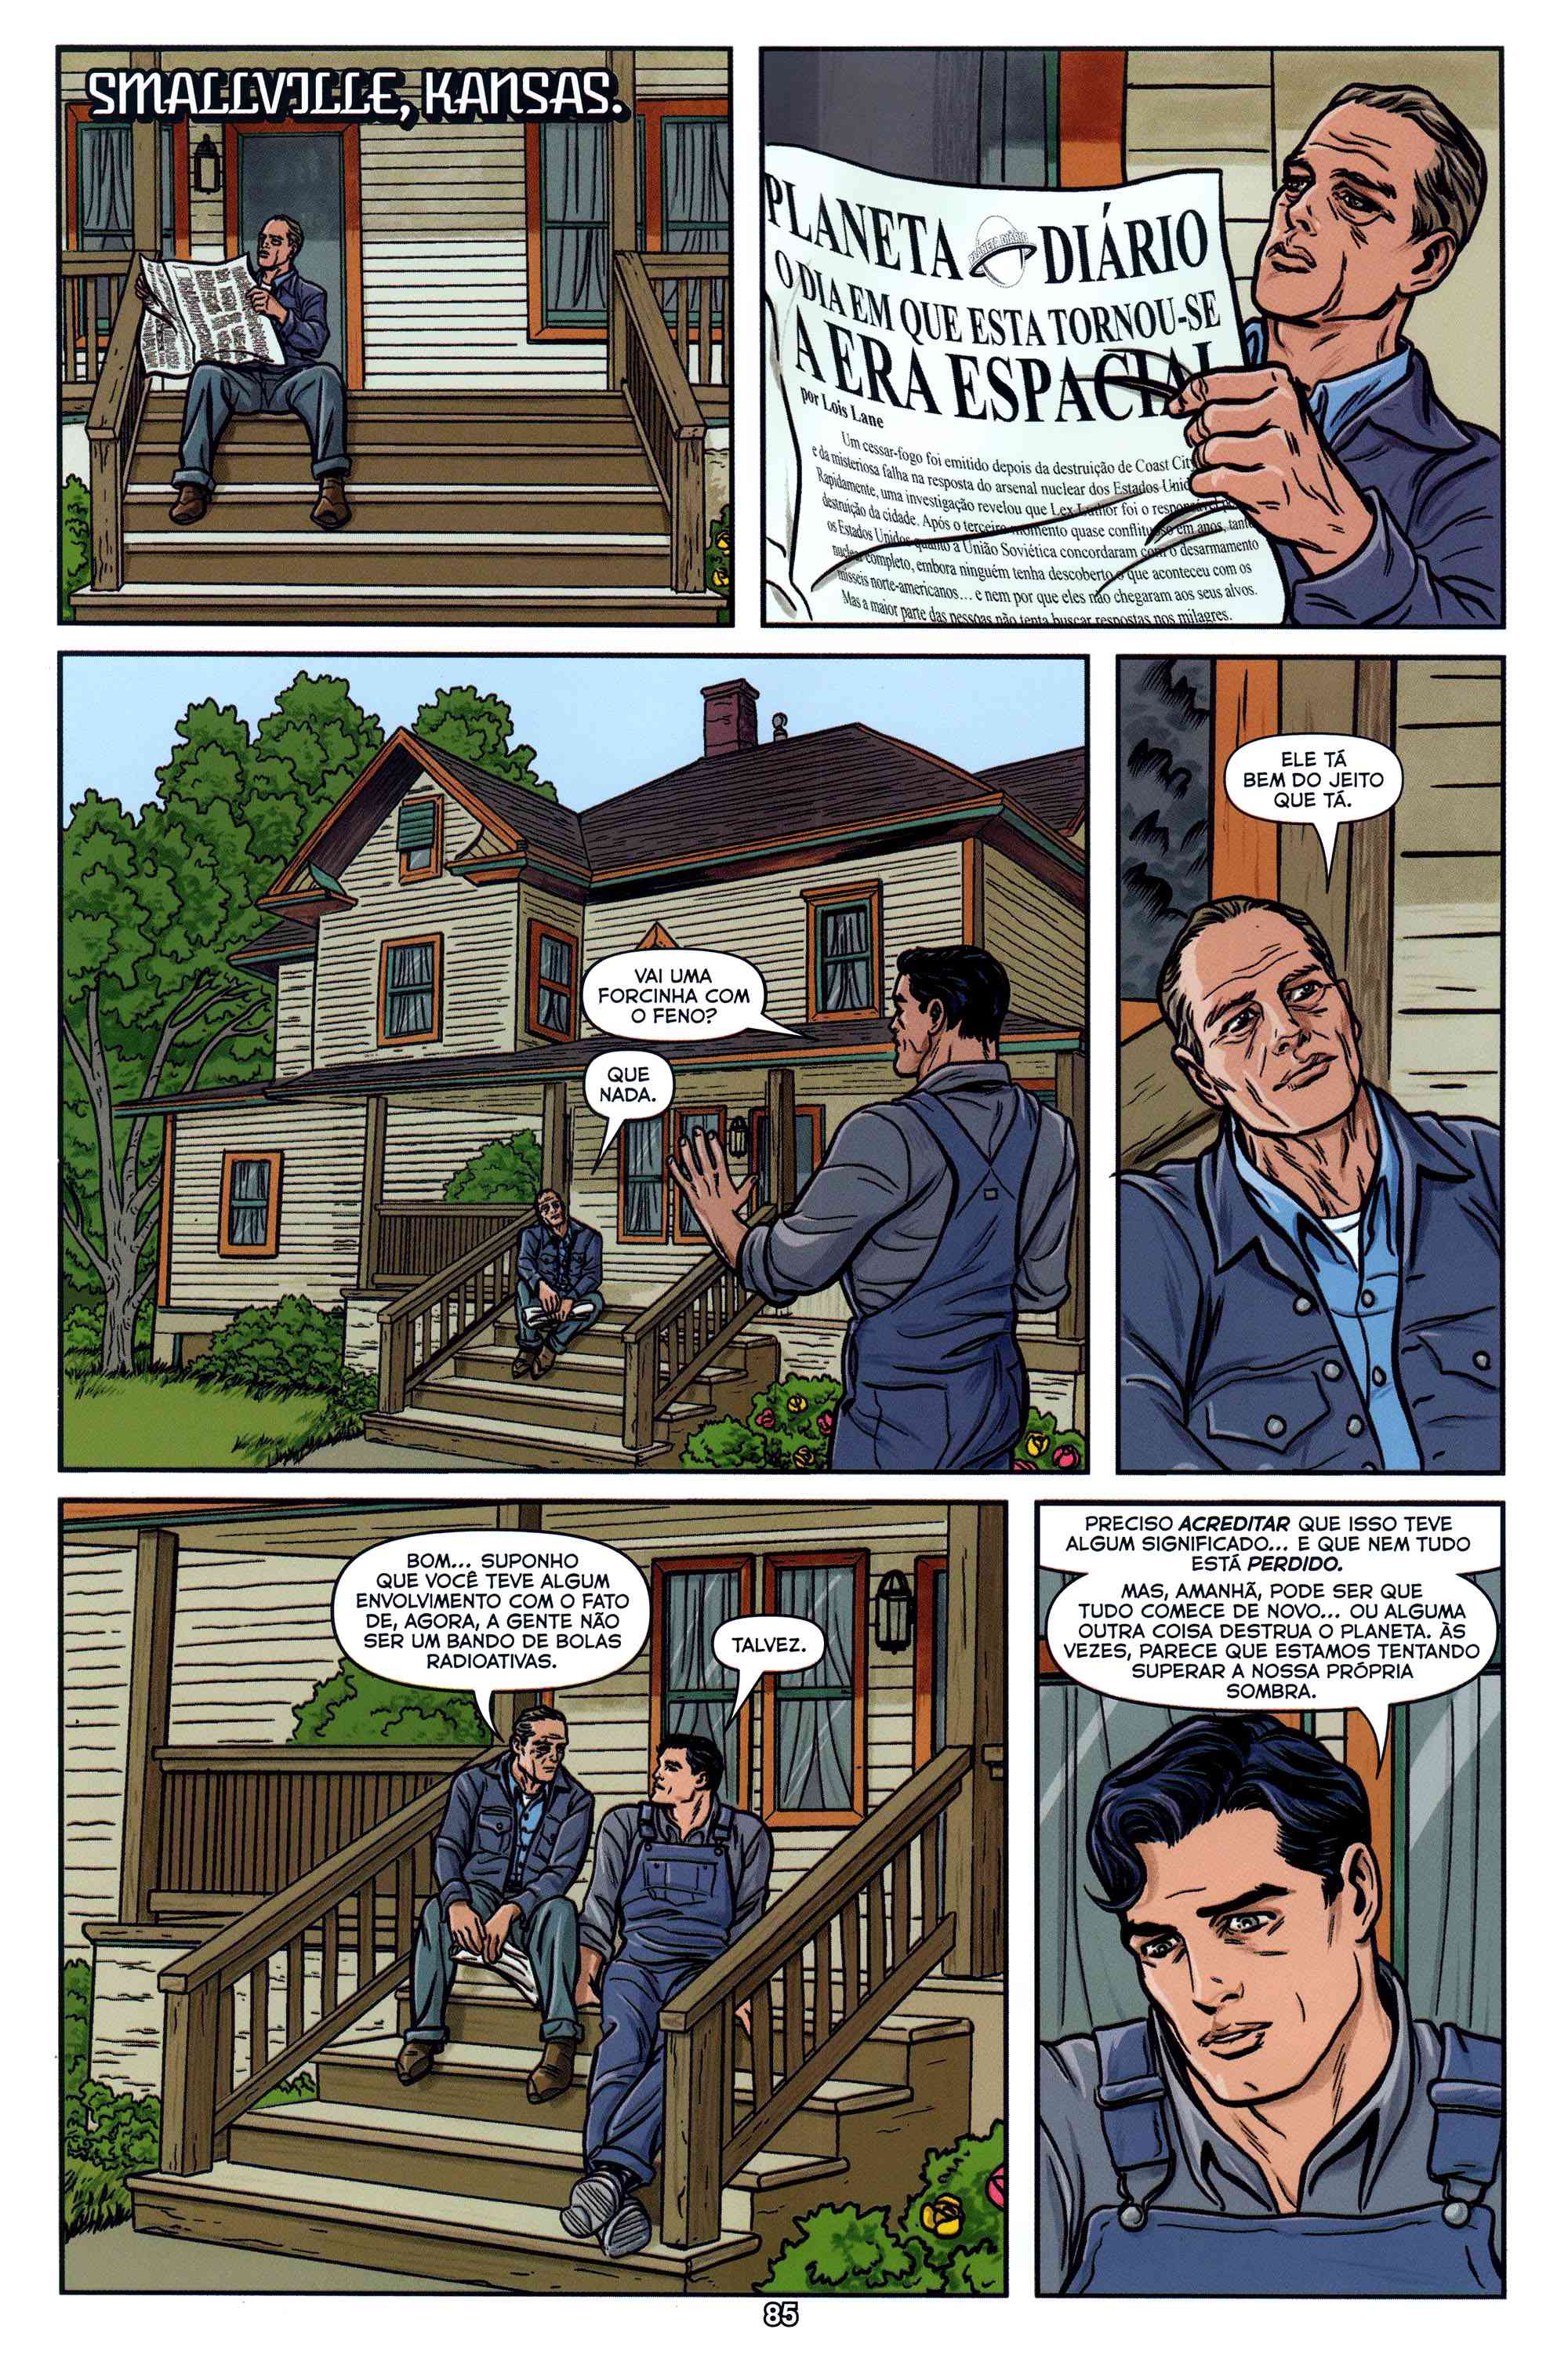 SMALLVILLE, KANSAS.
PLANETA DIÁRIO
PLANETA DIÁRIO
O DIA EM QUE ESTA TORNOU-SE
A ERA ESPACIAL
por Lois Lane
Um cessar-fogo foi emitido depois da destruição de Coast City
e da misteriosa falha na resposta do arsenal nuclear dos Estados Unid
Rapidamente, uma investigação revelou que Lex Luthor foi o responsável
destruição da cidade. Após o terceiro momento quase conflituoso em anos, tanto
os Estados Unidos quanto a União Soviética concordaram com o desarmamento
nuclear completo, embora ninguém tenha descoberto o que aconteceu com os
mísseis norte-americanos... e nem por que eles não chegaram aos seus alvos.
Mas a maior parte das pessoas não tenta buscar respostas nos milagres.
VAI UMA
FORCINHA COM
O FENO?
QUE
NADA.
ELE TÁ
BEM DO JEITO
QUE TÁ.
BOM... SUPONHO
QUE VOCÊ TEVE ALGUM
ENVOLVIMENTO COM O FATO
DE, AGORA, A GENTE NÃO
SER UM BANDO DE BOLAS
RADIOATIVAS.
TALVEZ.
PRECISO ACREDITAR QUE ISSO TEVE
ALGUM SIGNIFICADO... E QUE NEM TUDO
ESTÁ PERDIDO.
MAS, AMANHÃ, PODE SER QUE
TUDO COMECE DE NOVO... OU ALGUMA
OUTRA COISA DESTRUA O PLANETA. ÀS
VEZES, PARECE QUE ESTAMOS TENTANDO
SUPERAR A NOSSA PRÓPRIA
SOMBRA.
85